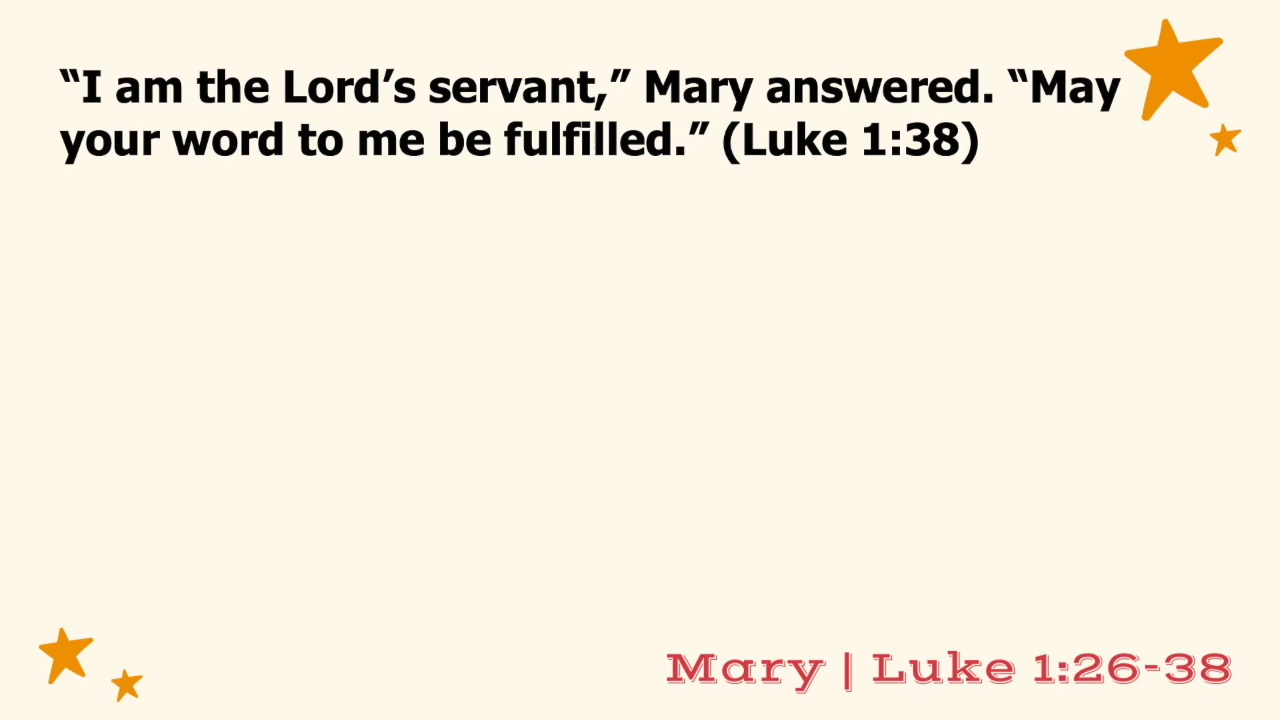 “I am the Lord’s servant,” Mary answered. “May
your word to me be fulfilled.” (Luke 1:38)
Mary | Luke 1:26-38